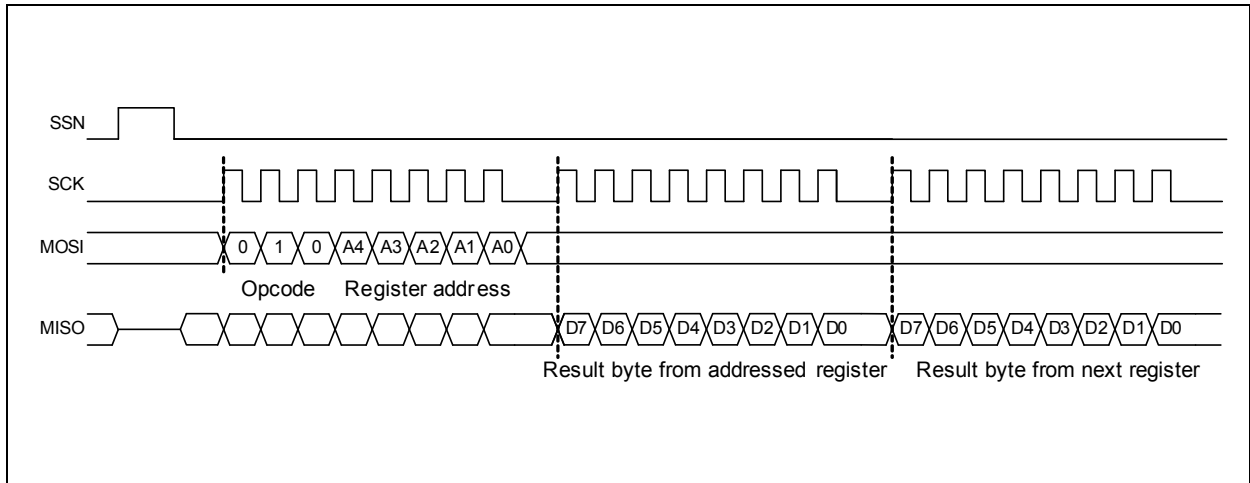 SSN
SCK
MOSI 0 1 0 A4 A3 A2 A1 A0
Opcode Register address
MISO D7 D6 D5 D4 D3 D2 D1 D0 D7 D6 D5 D4 D3 D2 D1 D0
Result byte from addressed register Result byte from next register